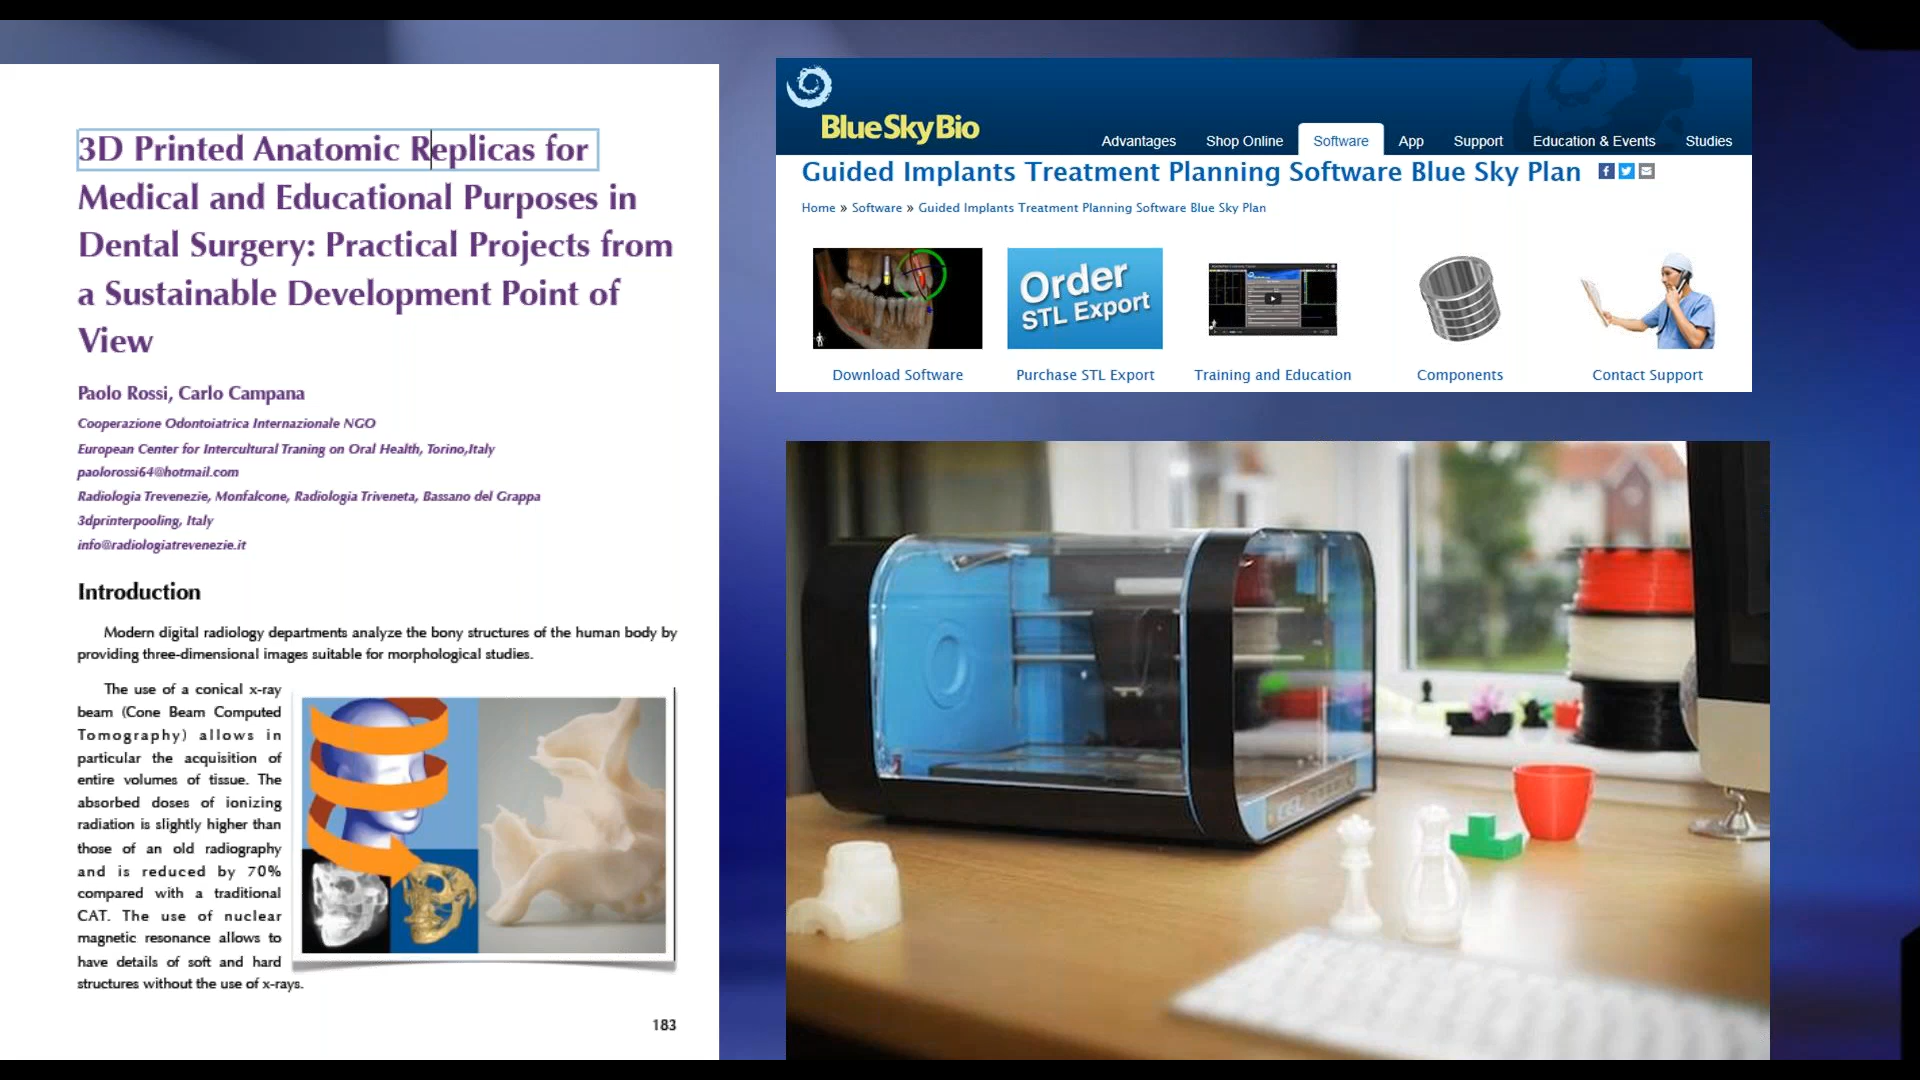 3D Printed Anatomic Replicas for
Medical and Educational Purposes in
Dental Surgery: Practical Projects from
a Sustainable Development Point of
View
Paolo Rossi, Carlo Campana
Cooperazione Odontoiatrica Internazionale NGO
European Center for Intercultural Traning on Oral Health, Torino,Italy
paolorossi64@hotmail.com
Radiologia Trevenezie, Monfalcone, Radiologia Triveneta, Bassano del Grappa
3dprinterpooling, Italy
info@radiologiatrevenezie.it
Introduction
Modern digital radiology departments analyze the bony structures of the human body by
providing three-dimensional images suitable for morphological studies.
The use of a conical x-ray
beam (Cone Beam Computed
Tomography) allows in
particular the acquisition of
entire volumes of tissue. The
absorbed doses of ionizing
radiation is slightly higher than
those of an old radiography
and is reduced by 70%
compared with a traditional
CAT. The use of nuclear
magnetic resonance allows to
have details of soft and hard
structures without the use of x-rays.
183
BlueSkyBio
Advantages Shop Online Software App Support Education & Events Studies
Guided Implants Treatment Planning Software Blue Sky Plan
Home » Software » Guided Implants Treatment Planning Software Blue Sky Plan
Order
STL Export
Download Software Purchase STL Export Training and Education Components Contact Support